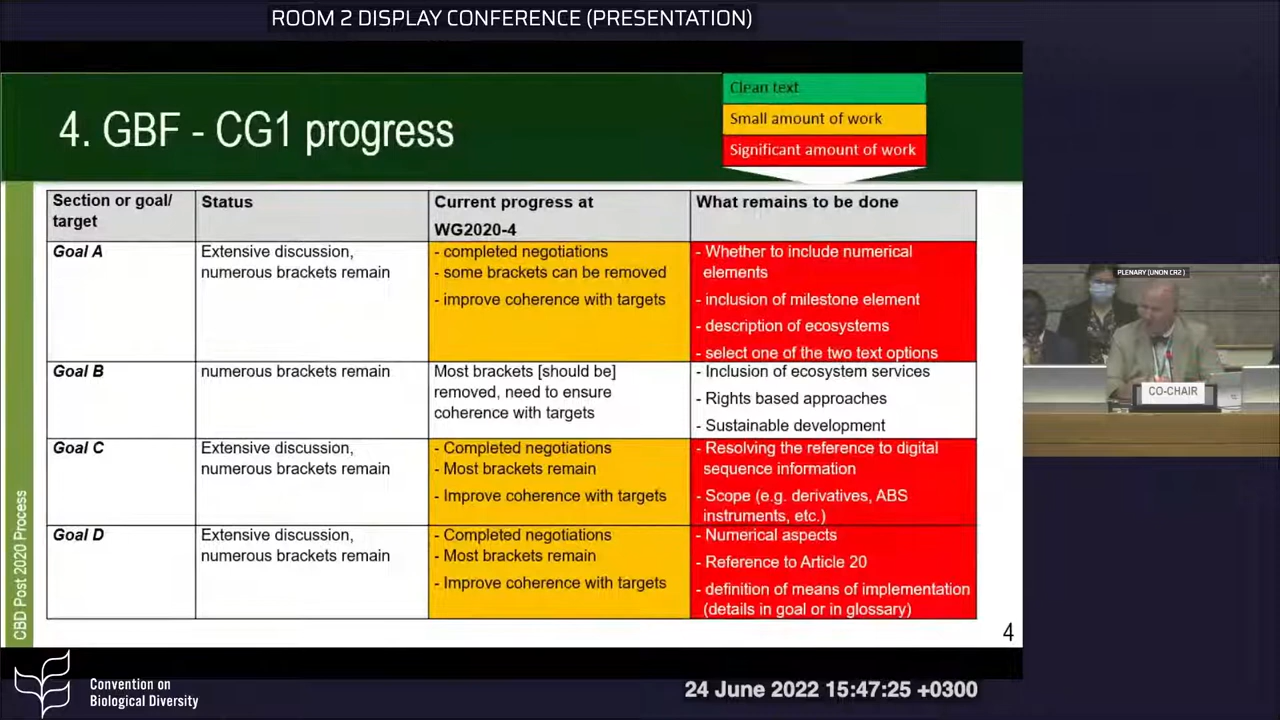 ROOM 2 DISPLAY CONFERENCE (PRESENTATION)
4. GBF - CG1 progress
Clean text
Small amount of work
Significant amount of work
Section or goal/
target
Status
Current progress at
WG2020-4
What remains to be done
Goal A
Extensive discussion,
numerous brackets remain
- completed negotiations
- some brackets can be removed
- improve coherence with targets
- Whether to include numerical
elements
- inclusion of milestone element
- description of ecosystems
- select one of the two text options
Goal B
numerous brackets remain
Most brackets [should be]
removed, need to ensure
coherence with targets
- Inclusion of ecosystem services
- Rights based approaches
- Sustainable development
Goal C
Extensive discussion,
numerous brackets remain
- Completed negotiations
- Most brackets remain
- Improve coherence with targets
- Resolving the reference to digital
sequence information
- Scope (e.g. derivatives, ABS
instruments, etc.)
Goal D
Extensive discussion,
numerous brackets remain
- Completed negotiations
- Most brackets remain
- Improve coherence with targets
- Numerical aspects
- Reference to Article 20
- definition of means of implementation
(details in goal or in glossary)
CBD Post 2020 Process
4
PLENARY (UNON CR2)
CO-CHAIR
Convention on
Biological Diversity
24 June 2022 15:47:25 +0300